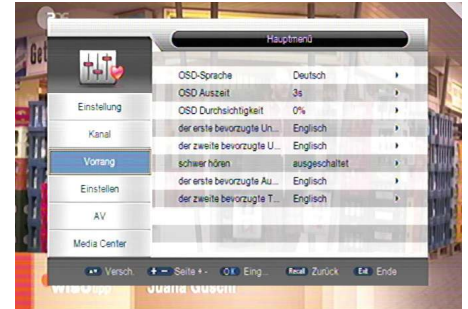 Hauptmenü
OSD-Sprache Deutsch
OSD Auszeit 3s
OSD Durchsichtigkeit 0%
der erste bevorzugte Un... Englisch
der zweite bevorzugte U... Englisch
schwer hören ausgeschaltet
der erste bevorzugte Au... Englisch
der zweite bevorzugte T... Englisch
Einstellung
Kanal
Vorrang
Einstellen
AV
Media Center
Versch. + - Seite + - OK Eing... Recall Zurück Exit Ende